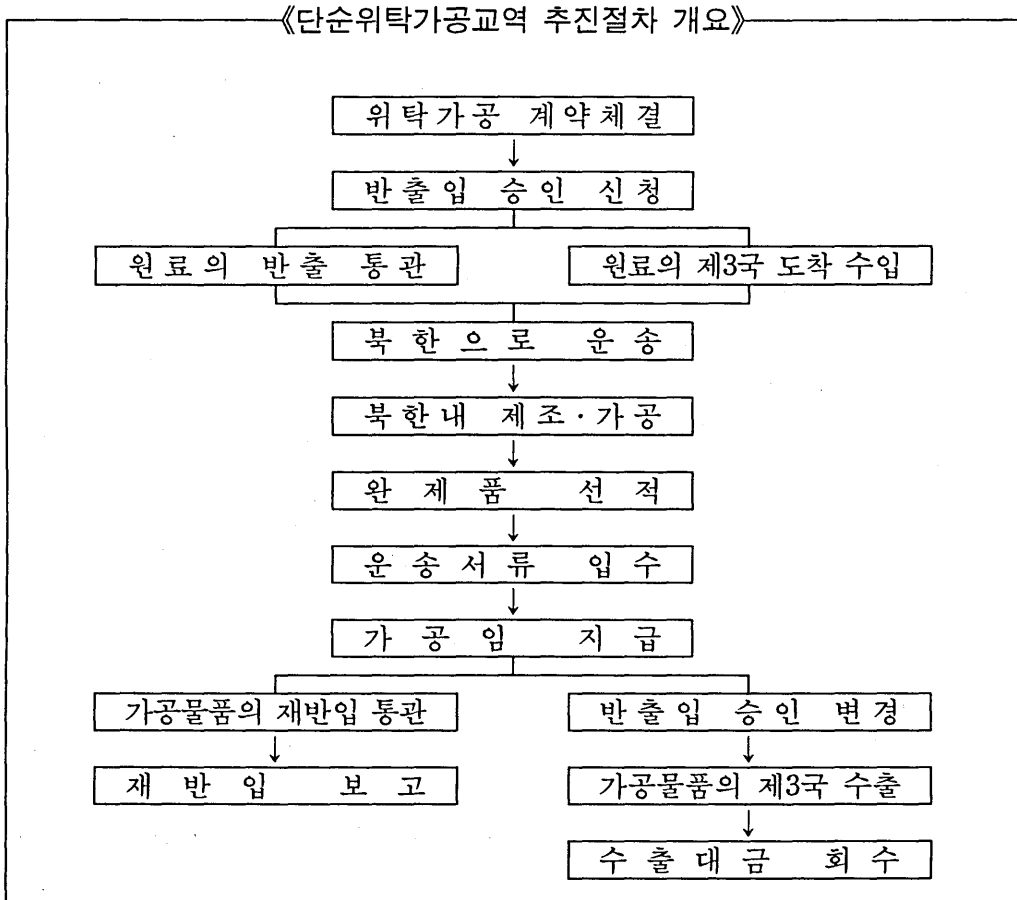 《단순위탁가공교역 추진절차 개요》
위탁가공 계약체결
↓
반출입 승인 신청
원료의 반출 통관 원료의 제3국 도착 수입
북한으로 운송
↓
북한내 제조·가공
↓
완제품 선적
↓
운송서류 입수
↓
가공임 지급
가공물품의 재반입 통관 반출입 승인 변경
↓ ↓
재반입 보고 가공물품의 제3국 수출
↓
수출대금 회수